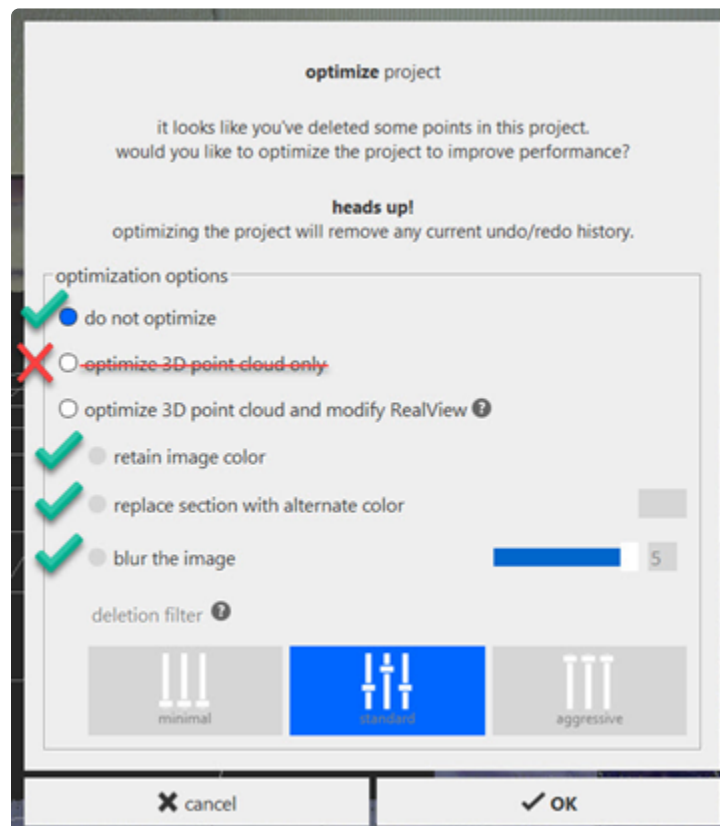 optimize project
it looks like you've deleted some points in this project.
would you like to optimize the project to improve performance?
heads up!
optimizing the project will remove any current undo/redo history.
optimization options
do not optimize
optimize 3D point cloud only
optimize 3D point cloud and modify RealView ?
retain image color
replace section with alternate color
blur the image
5
deletion filter ?
minimal
standard
aggressive
cancel
OK